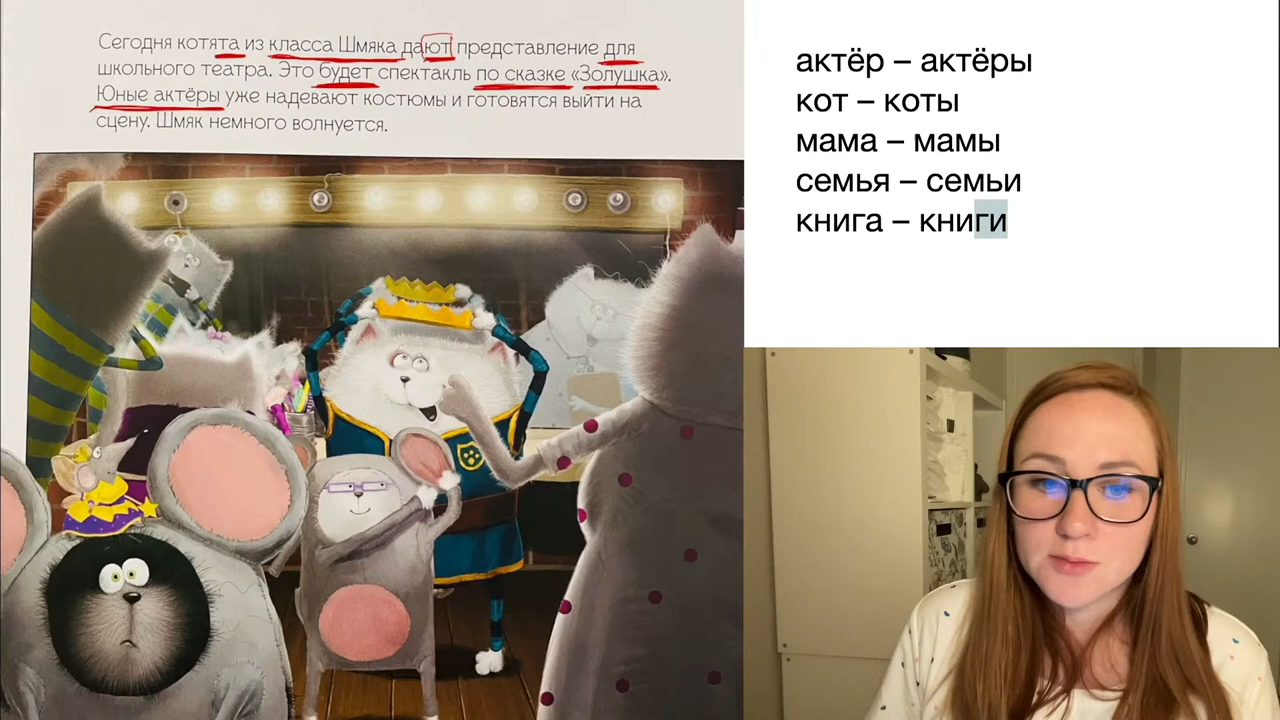 Сегодня котята из класса Шмяка дают представление для
школьного театра. Это будет спектакль по сказке «Золушка».
Юные актёры уже надевают костюмы и готовятся выйти на
сцену. Шмяк немного волнуется.
актёр – актёры
кот – коты
мама – мамы
семья – семьи
книга – книги